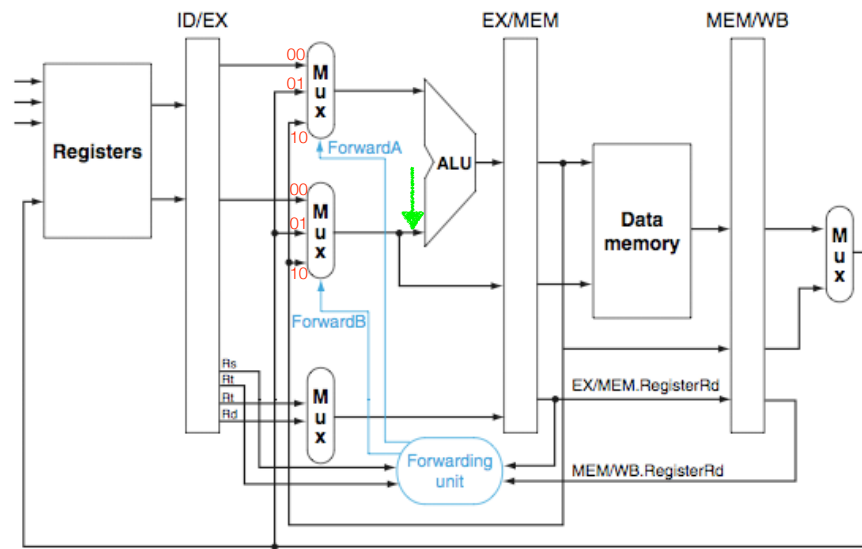 ID/EX
EX/MEM
MEM/WB
00
01
10
M
u
x
Registers
ForwardA
ALU
00
01
10
M
u
x
Data
memory
M
u
x
ForwardB
Rs
Rt
Rt
Rd
M
u
x
EX/MEM.RegisterRd
Forwarding
unit
MEM/WB.RegisterRd